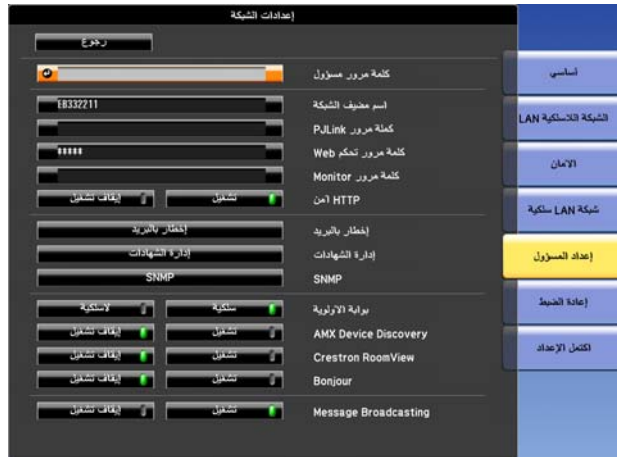 إعدادات الشبكة
رجوع
كلمة مرور مسؤول
اسم مضيف الشبكة EB332211
كملة مرور PJLink
كلمة مرور تحكم Web *****
كلمة مرور Monitor
HTTP آمن تشغيل إيقاف تشغيل
إخطار بالبريد إخطار بالبريد
إدارة الشهادات إدارة الشهادات
SNMP SNMP
بوابة الأولوية سلكية لاسلكية
AMX Device Discovery تشغيل إيقاف تشغيل
Crestron RoomView تشغيل إيقاف تشغيل
Bonjour تشغيل إيقاف تشغيل
Message Broadcasting تشغيل إيقاف تشغيل
أساسي
الشبكة اللاسلكية LAN
الأمان
شبكة LAN سلكية
إعداد المسؤول
إعادة الضبط
اكتمل الإعداد